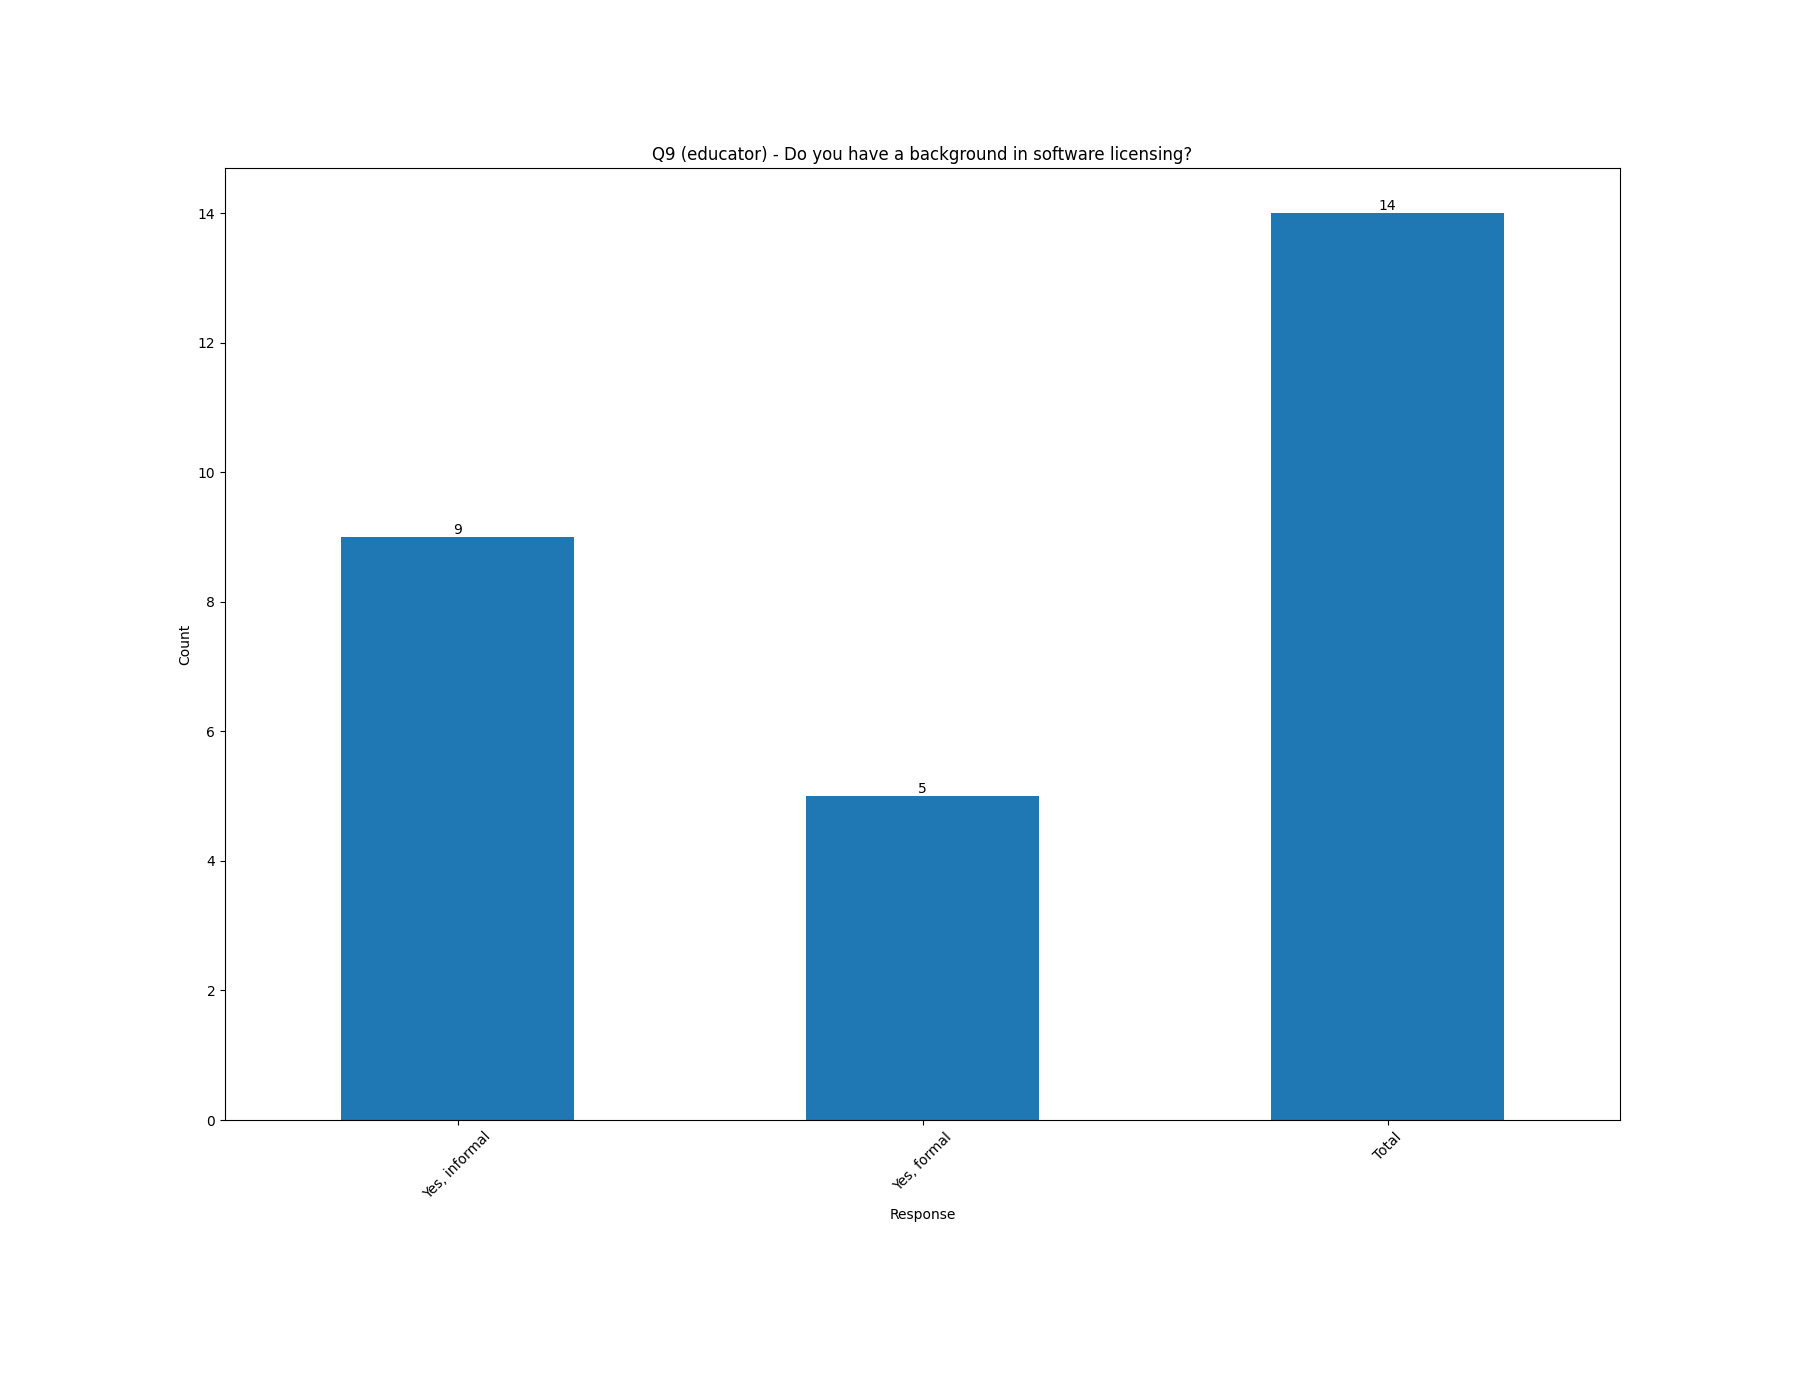 Q9 (educator) - Do you have a background in software licensing?
14
12
10
8
6
4
2
0
Count
9
5
14
Yes, informal
Yes, formal
Total
Response